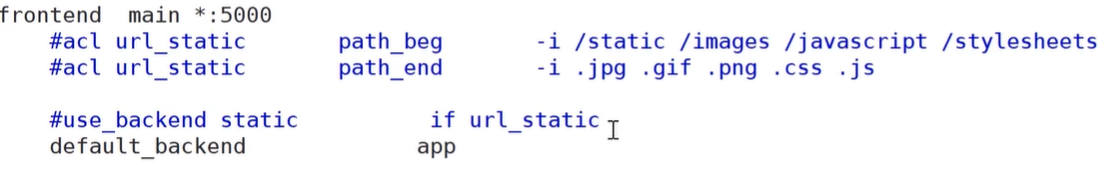 frontend  main *:5000
    #acl url_static       path_beg       -i /static /images /javascript /stylesheets
    #acl url_static       path_end       -i .jpg .gif .png .css .js
    #use_backend static          if url_static
    default_backend             app